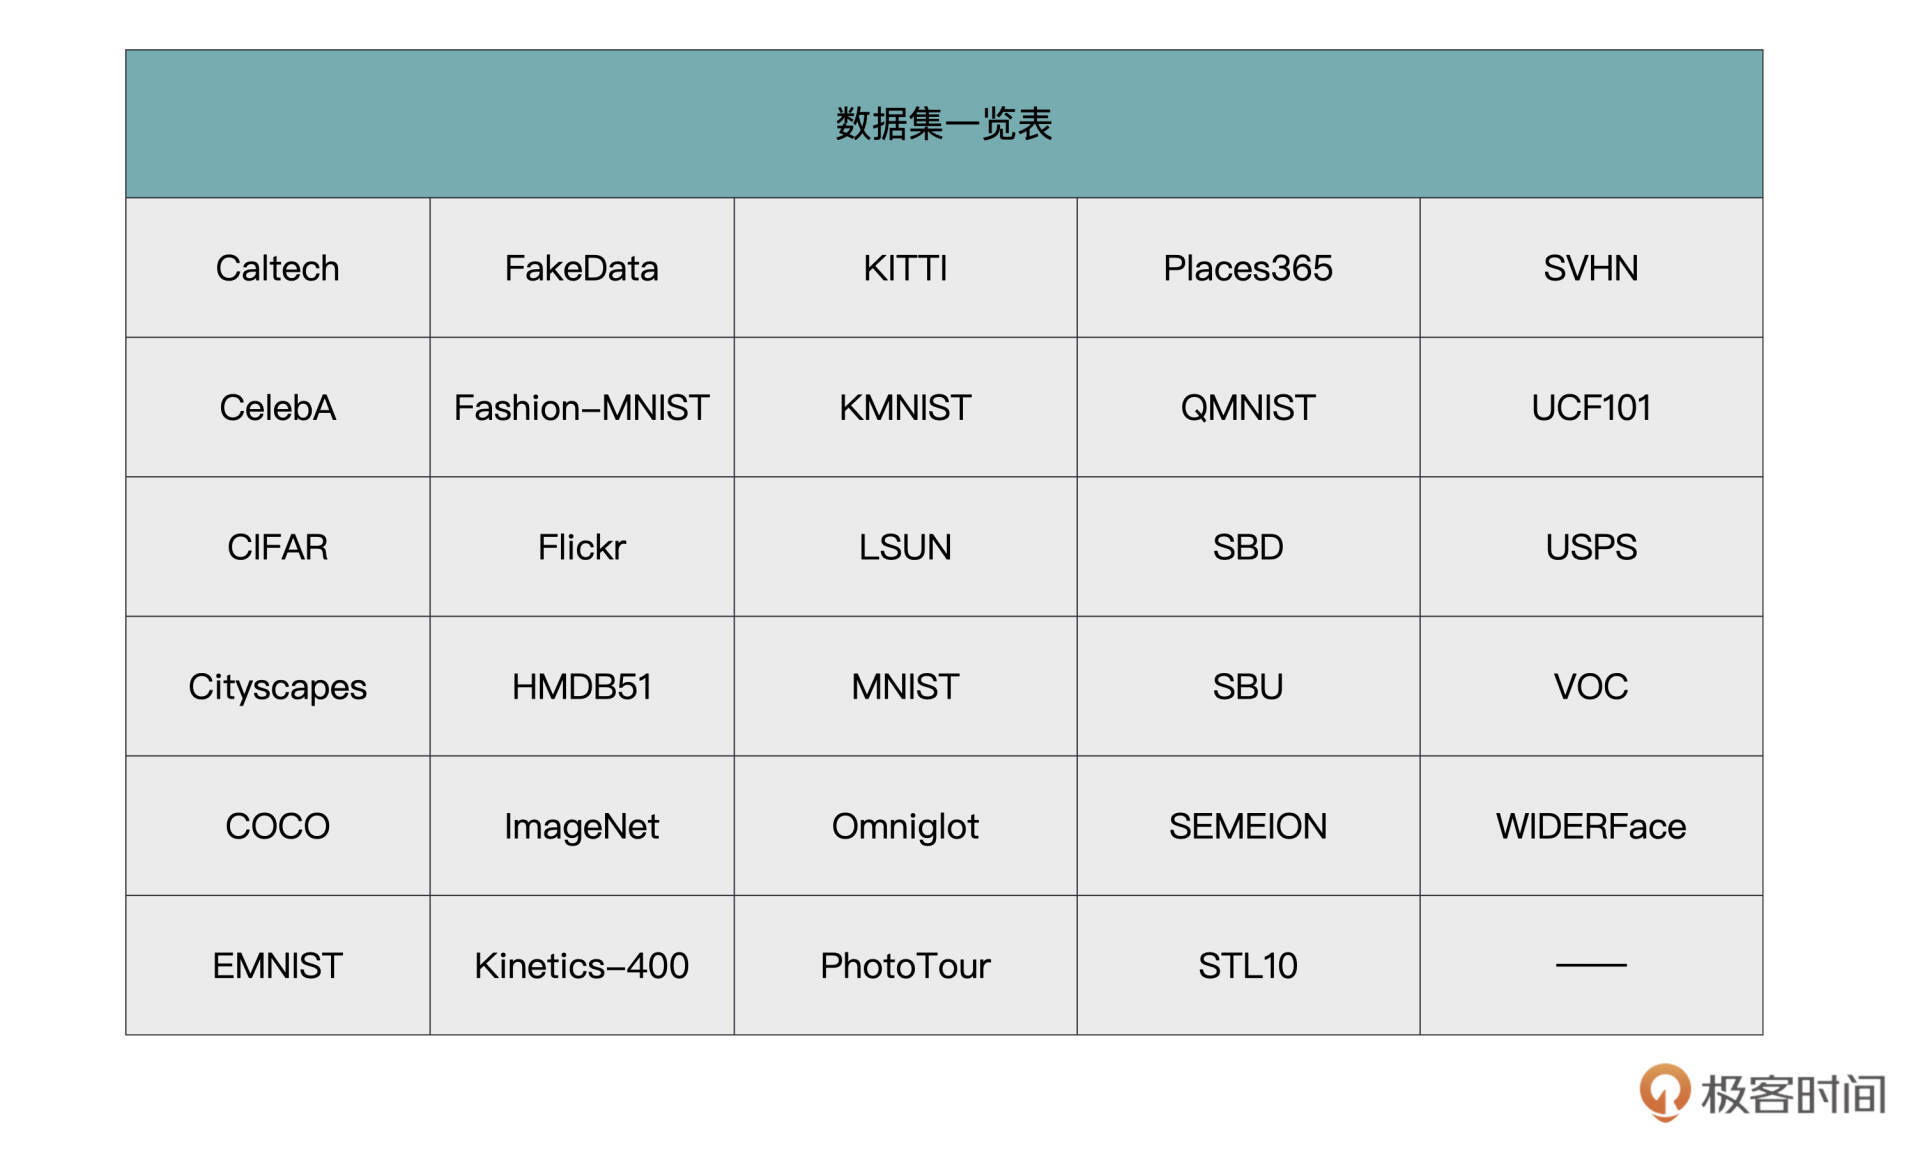 数据集一览表
Caltech FakeData KITTI Places365 SVHN
CelebA Fashion–MNIST KMNIST QMNIST UCF101
CIFAR Flickr LSUN SBD USPS
Cityscapes HMDB51 MNIST SBU VOC
COCO ImageNet Omniglot SEMEION WIDERFace
EMNIST Kinetics–400 PhotoTour STL10 ——
极客时间